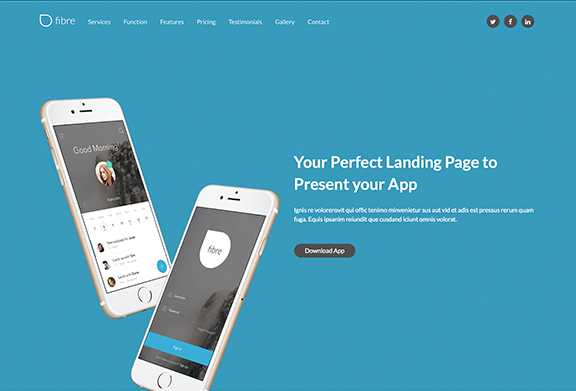 fibre
Services Function Features Pricing Testimonials Gallery Contact
Good Morning!
fibre
Sign up
Your Perfect Landing Page to
Present your App
Ignis re volorerovit qui offic tenimo minvenietur sus aut vid et adis est pressus rerum quam
fuga. Equis ipsanim reiundit que cusdand iciunt omnis volorat.
Download App